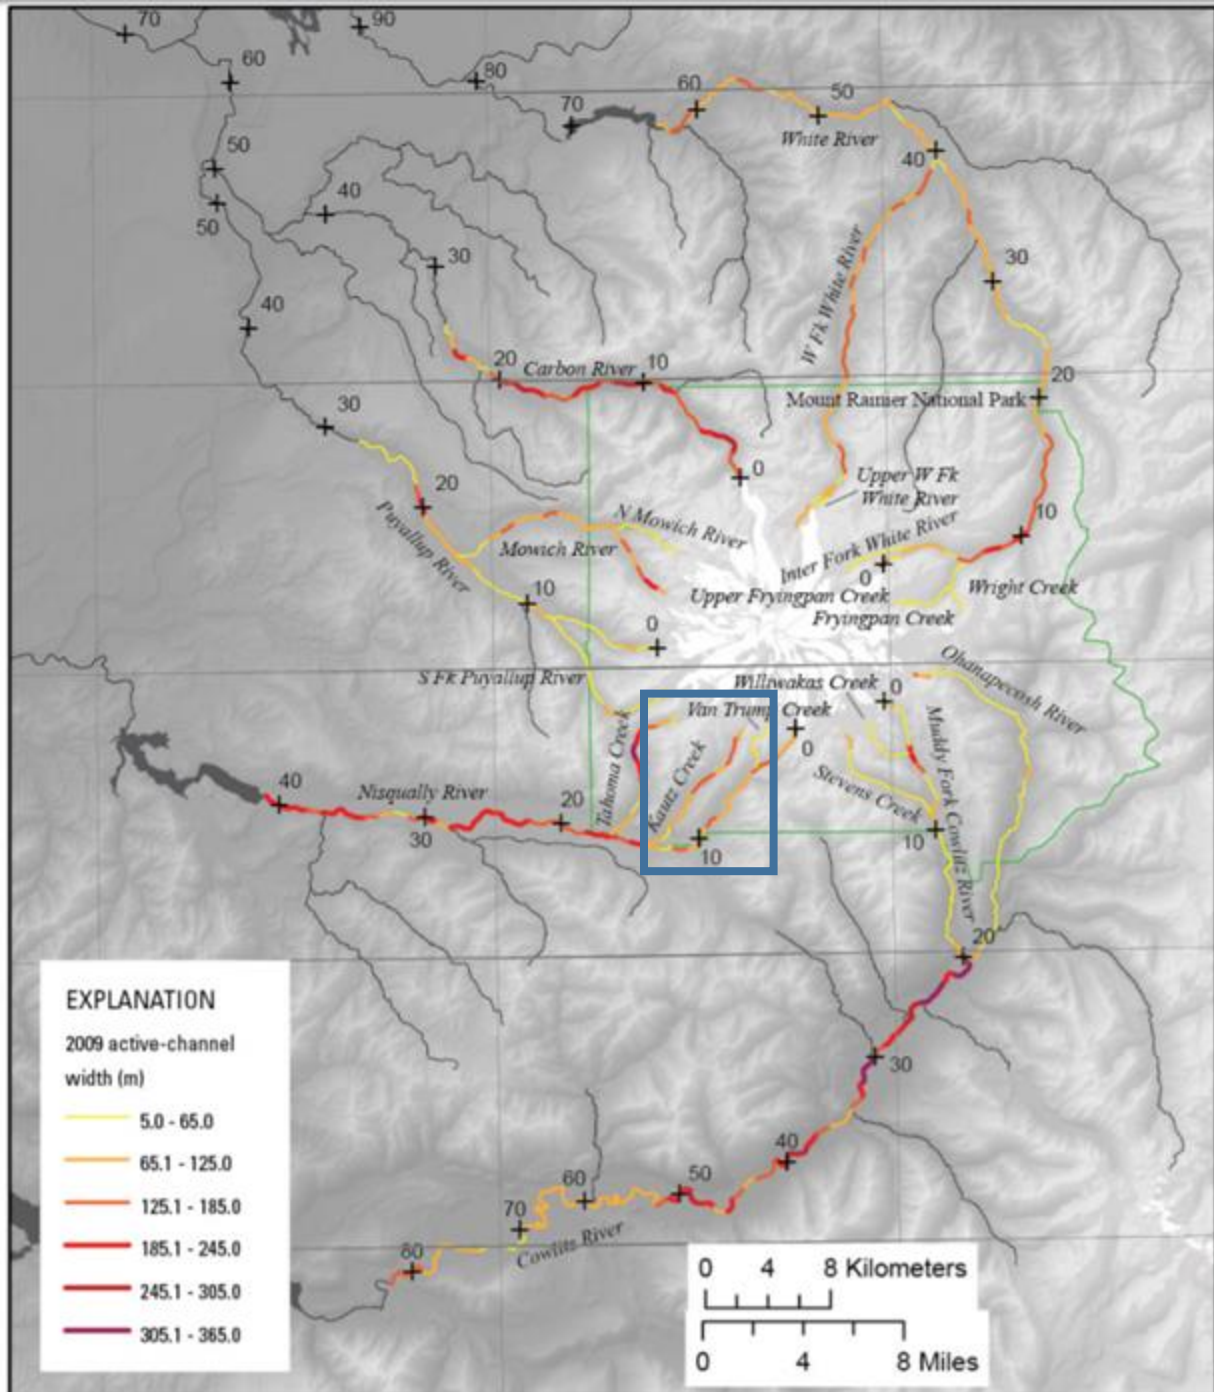 70
90
60
80
60
50
70
White River
50
40
40
50
30
30
W Fk White River
40
20
Carbon River
10
20
Mount Rainier National Park
30
0
Upper W Fk
White River
20
10
N Mowich River
Puyallup River
Mowich River
Inter Fork White River
0
Wright Creek
Upper Fryingpan Creek
10
Fryingpan Creek
0
Ohanapecosh River
S Fk Puyallup River
Williwakas Creek
0
Van Trump Creek
Muddy Fork Cowlitz River
Tahoma Creek
Kautz Creek
0
Stevens Creek
40
Nisqually River
20
30
10
10
20
EXPLANATION
2009 active-channel
width (m)
5.0 - 65.0
65.1 - 125.0
125.1 - 185.0
185.1 - 245.0
245.1 - 305.0
305.1 - 365.0
30
40
50
60
70
Cowlitz River
60
0 4 8 Kilometers
0 4 8 Miles